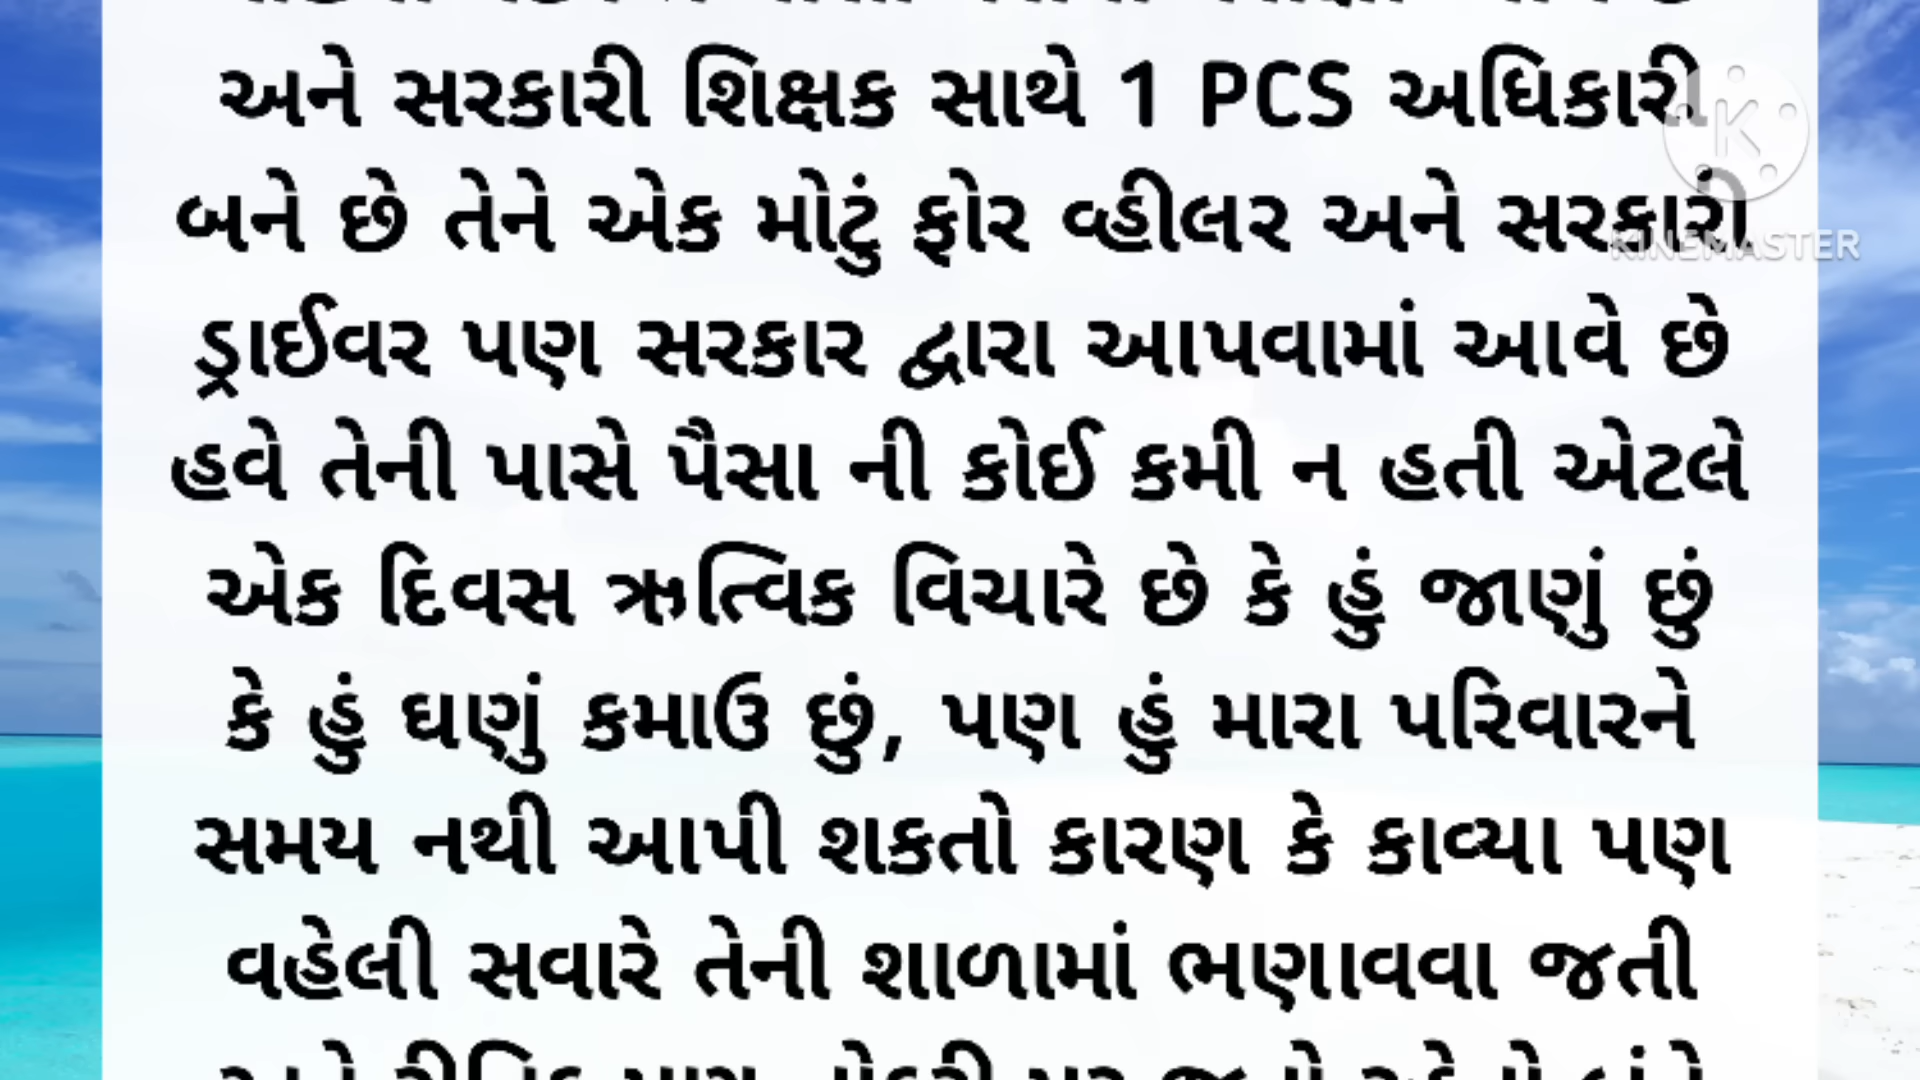 અને સરકારી શિક્ષક સાથે 1 PCS અધિકારી
બને છે તેને એક મોટું ફોર વ્હીલર અને સરકારી
ડ્રાઈવર પણ સરકાર દ્વારા આપવામાં આવે છે
હવે તેની પાસે પૈસા ની કોઈ કમી ન હતી એટલે
એક દિવસ ઋત્વિક વિચારે છે કે હું જાણું છું
કે હું ઘણું કમાઉ છું, પણ હું મારા પરિવારને
સમય નથી આપી શકતો કારણ કે કાવ્યા પણ
વહેલી સવારે તેની શાળામાં ભણાવવા જતી
K
KINEMASTER